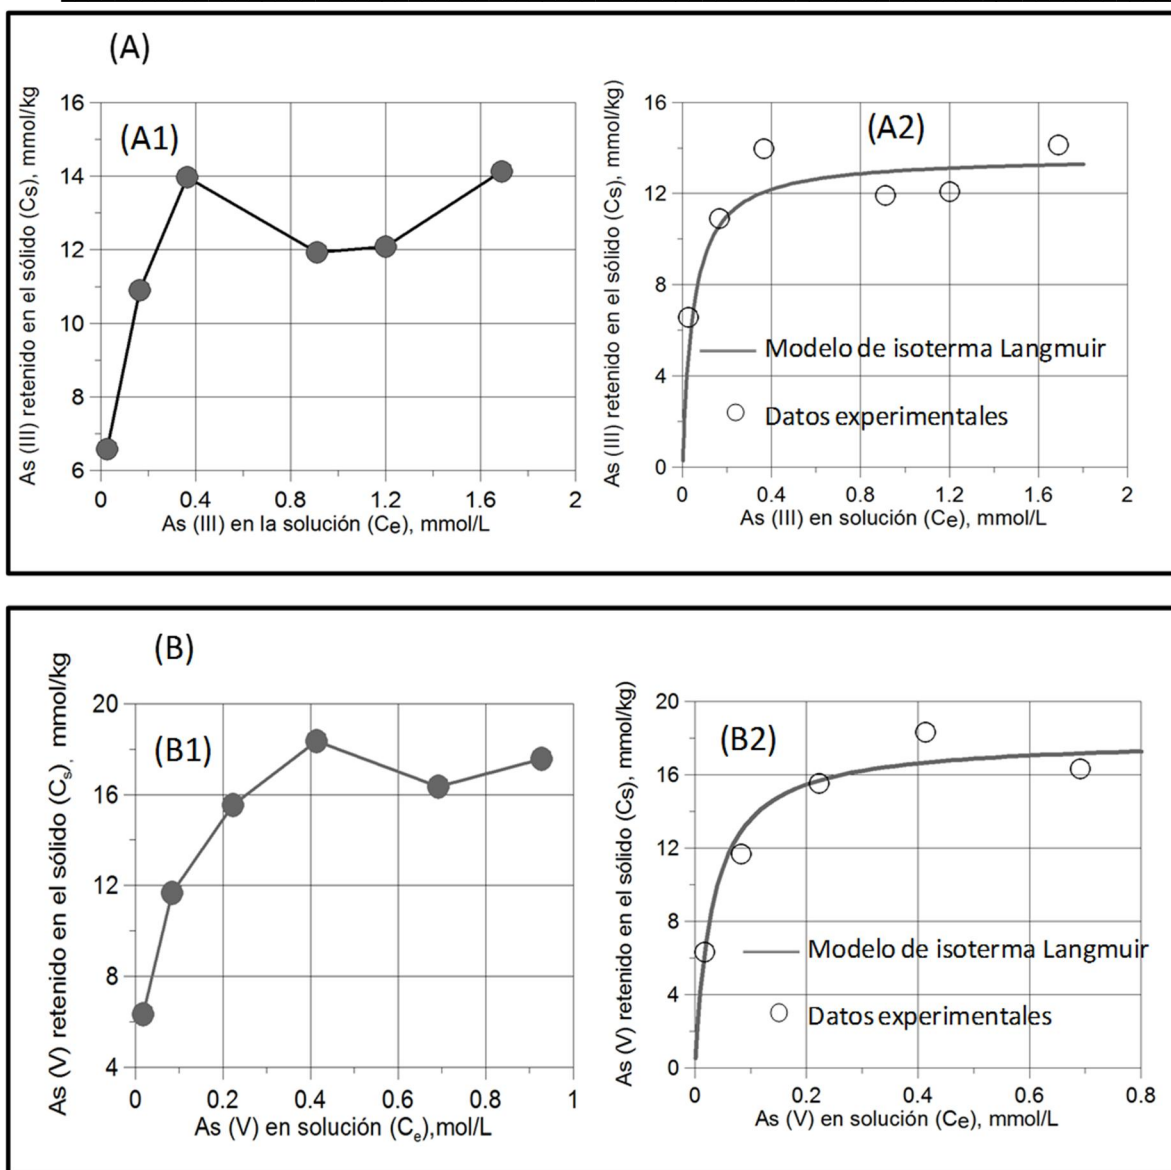 (A)
(A1)
As (III) retenido en el sólido (Cs), mmol/kg
16
14
12
10
8
6
0 0.4 0.8 1.2 1.6 2
As (III) en la solución (Ce), mmol/L
(A2)
As (III) retenido en el sólido (Cs), mmol/kg)
16
12
8
4
0
Modelo de isoterma Langmuir
Datos experimentales
0 0.4 0.8 1.2 1.6 2
As (III) en solución (Ce), mmol/L
(B)
(B1)
As (V) retenido en el sólido (Cs), mmol/kg
20
16
12
8
4
0 0.2 0.4 0.6 0.8 1
As (V) en solución (Ce),mol/L
(B2)
As (V) retenido en el sólido (Cs), mmol/kg)
20
16
12
8
4
0
Modelo de isoterma Langmuir
Datos experimentales
0 0.2 0.4 0.6 0.8
As (V) en solución (Ce), mmol/L